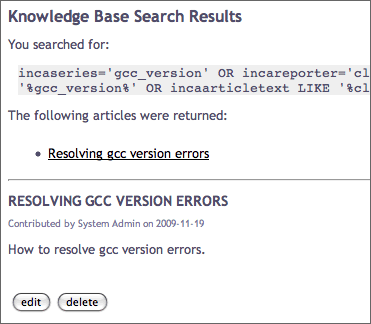 Knowledge Base Search Results
You searched for:
incaseries='gcc_version' OR incareporter='cl
'%gcc_version%' OR incaarticletext LIKE '%cl
The following articles were returned:
Resolving gcc version errors
RESOLVING GCC VERSION ERRORS
Contributed by System Admin on 2009-11-19
How to resolve gcc version errors.
edit delete